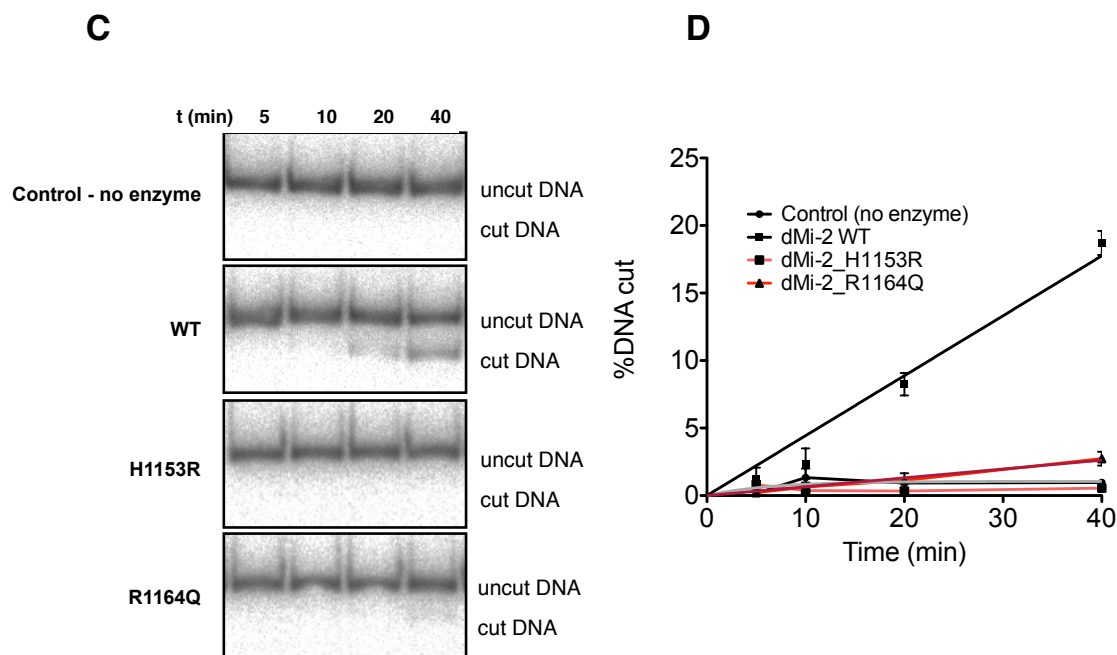 C
t (min) 5 10 20 40
Control - no enzyme
uncut DNA
cut DNA
WT
uncut DNA
cut DNA
H1153R
uncut DNA
cut DNA
R1164Q
uncut DNA
cut DNA
D
%DNA cut
25
20
15
10
5
0
Control (no enzyme)
dMi-2 WT
dMi-2_H1153R
dMi-2_R1164Q
0 10 20 30 40
Time (min)